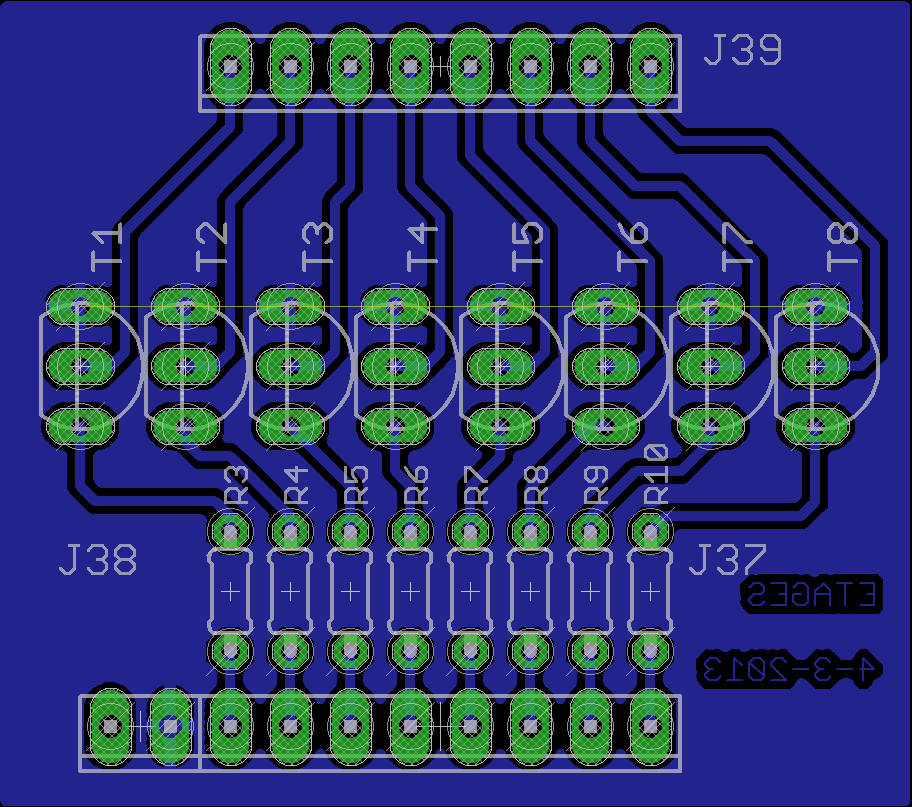 J39
T1 T2 T3 T4 T5 T6 T7 T8
R3 R4 R5 R6 R7 R8 R9 R10
J38 J37
ETAGES
4-3-2013